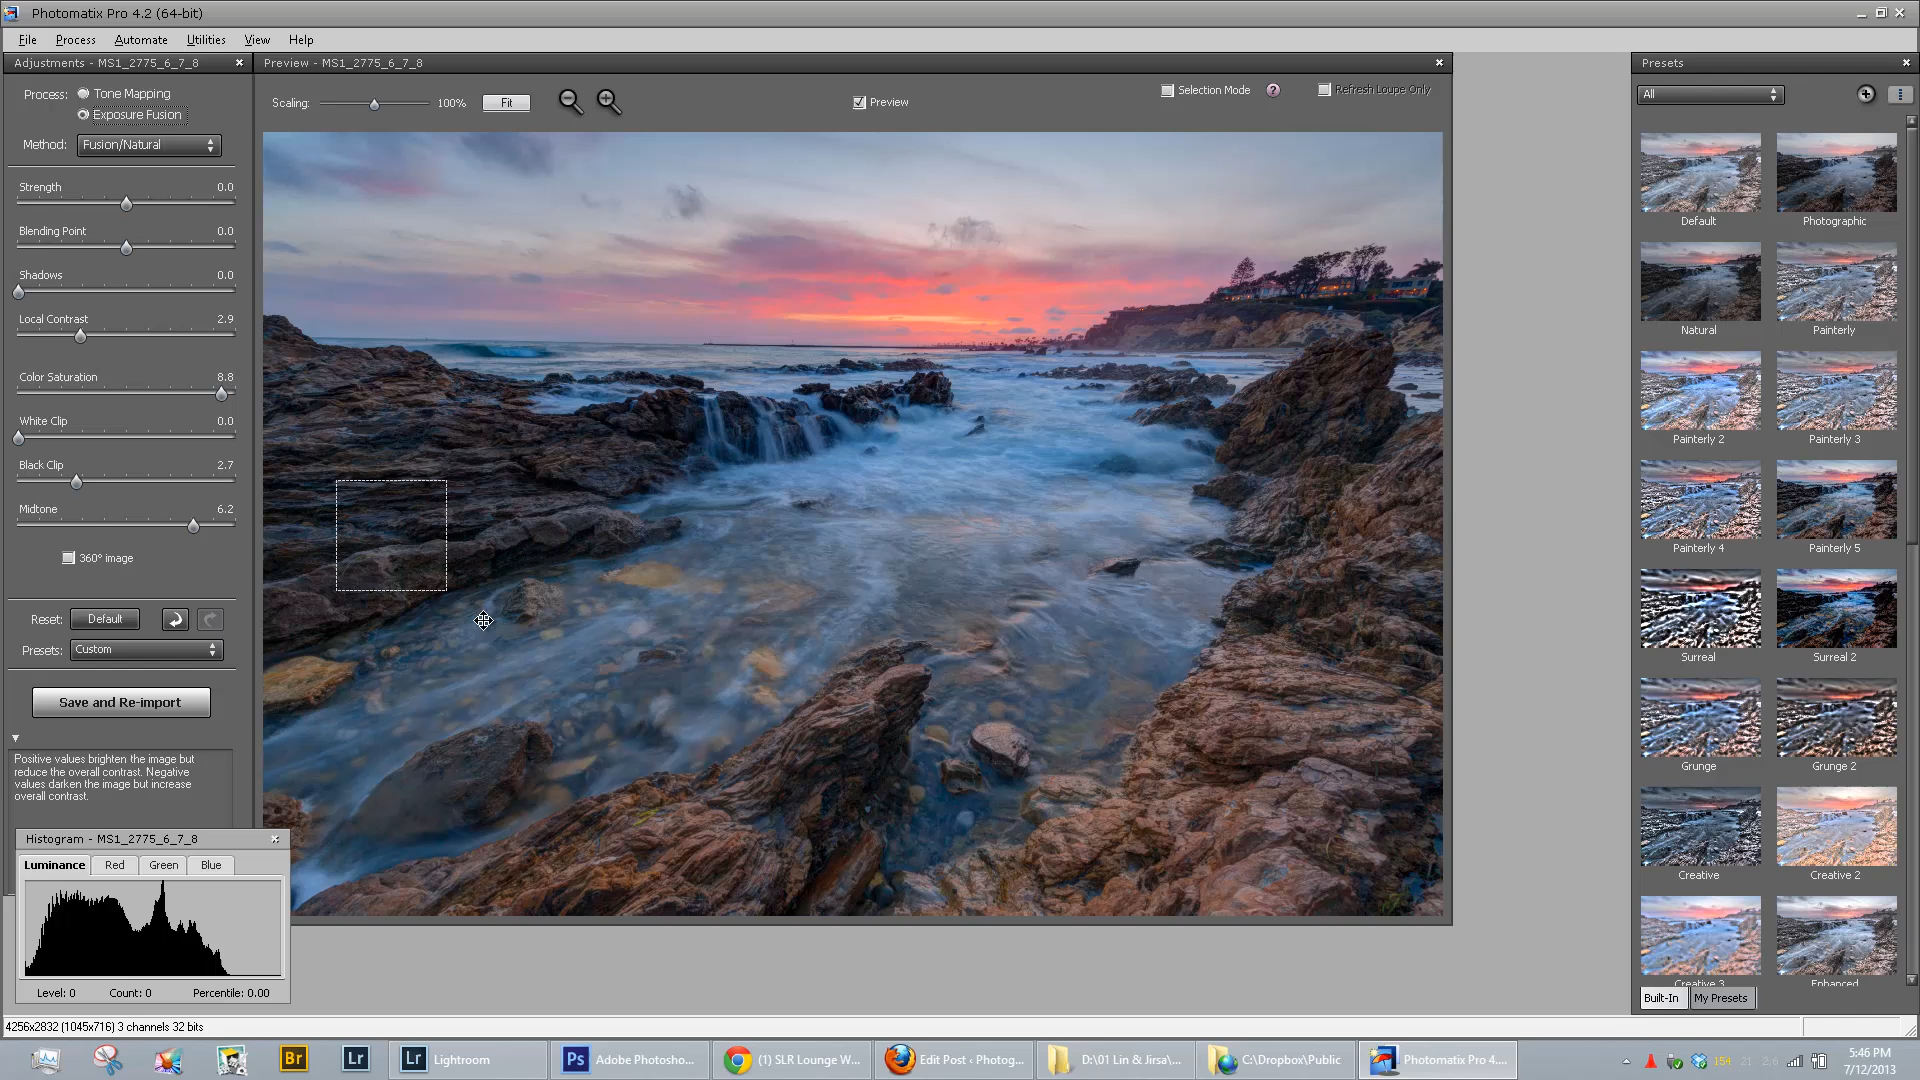 Photomatix Pro 4.2 (64-bit)
File Process Automate Utilities View Help
Adjustments - MS1_2775_6_7_8
Process: Tone Mapping
Exposure Fusion
Method: Fusion/Natural
Strength 0.0
Blending Point 0.0
Shadows 0.0
Local Contrast 2.9
Color Saturation 8.8
White Clip 0.0
Black Clip 2.7
Midtone 6.2
360° image
Reset: Default
Presets: Custom
Save and Re-import
Positive values brighten the image but
reduce the overall contrast. Negative
values darken the image but increase
overall contrast.
Histogram - MS1_2775_6_7_8
Luminance Red Green Blue
Level: 0 Count: 0 Percentile: 0.00
Preview - MS1_2775_6_7_8
Scaling: 100% Fit
Preview
Selection Mode ? Refresh Loupe Only
Presets
All
Default Photographic
Natural Painterly
Painterly 2 Painterly 3
Painterly 4 Painterly 5
Surreal Surreal 2
Grunge Grunge 2
Creative Creative 2
Creative 3 Enhanced
Built-In My Presets
4256x2832 (1045x716) 3 channels 32 bits
Br Lr Lr Lightroom Ps Adobe Photosho... (1) SLR Lounge W... Edit Post ‹ Photog... D:\01 Lin & Jirsa\... C:\Dropbox\Public Photomatix Pro 4....
154 21 2.6
5:46 PM
7/12/2013